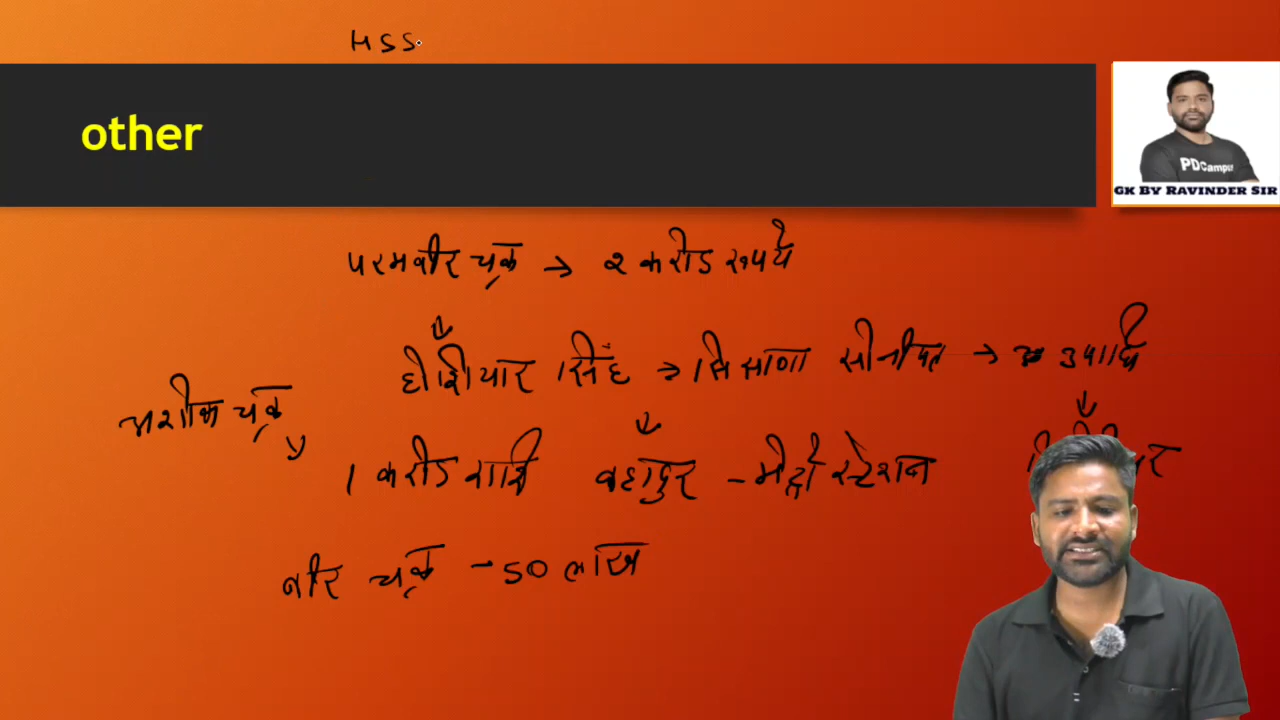 HSS
other
PDCampus
GK BY RAVINDER SIR
परमवीर चक्र → 2 करोड रुपये
होशियार सिंह → सिसाणा सोनीपत → उपाधि
अशोक चक्र
1 करोड राशि बहादुर - मेट्रो स्टेशन
वीर चक्र - 50 लाख